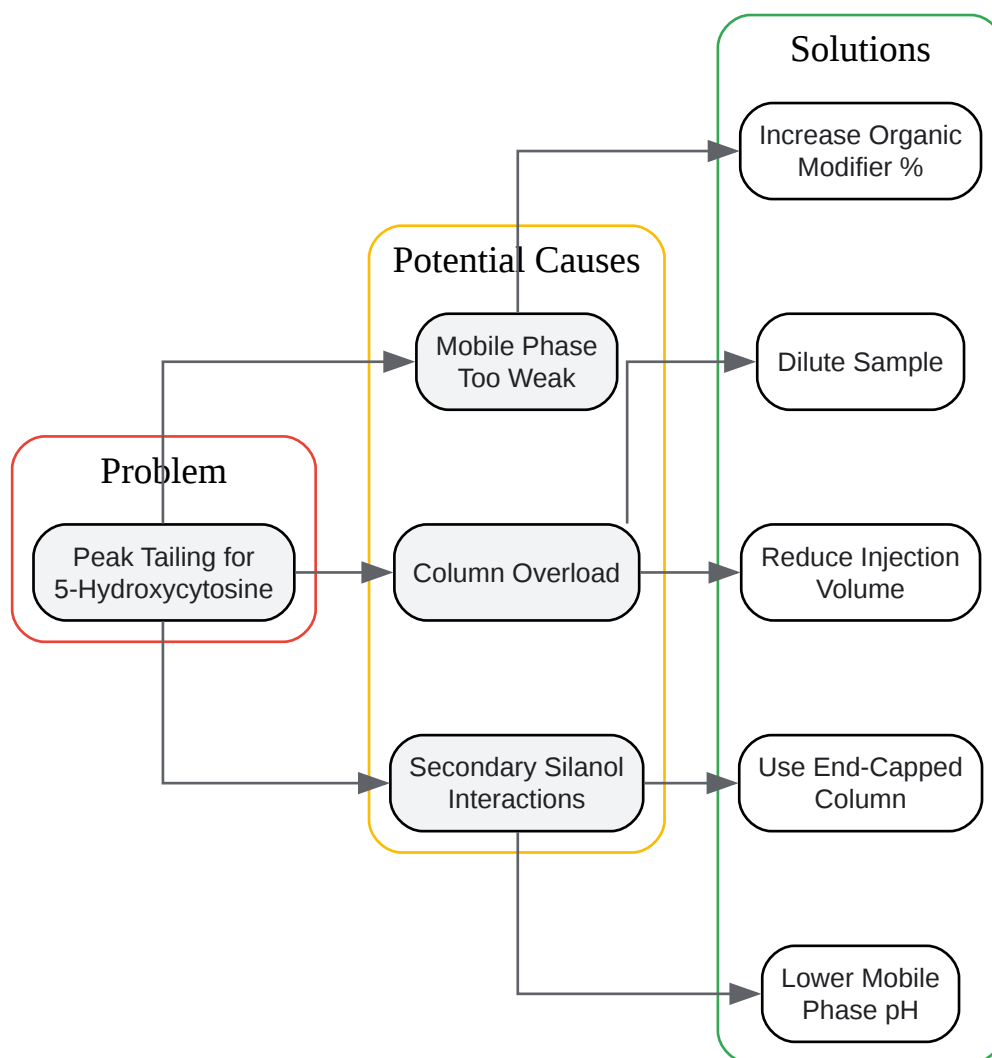 Solutions
Increase Organic
Modifier %
Potential Causes
Mobile Phase
Too Weak
Dilute Sample
Problem
Peak Tailing for
5-Hydroxycytosine
Column Overload
Reduce Injection
Volume
Secondary Silanol
Interactions
Use End-Capped
Column
Lower Mobile
Phase pH